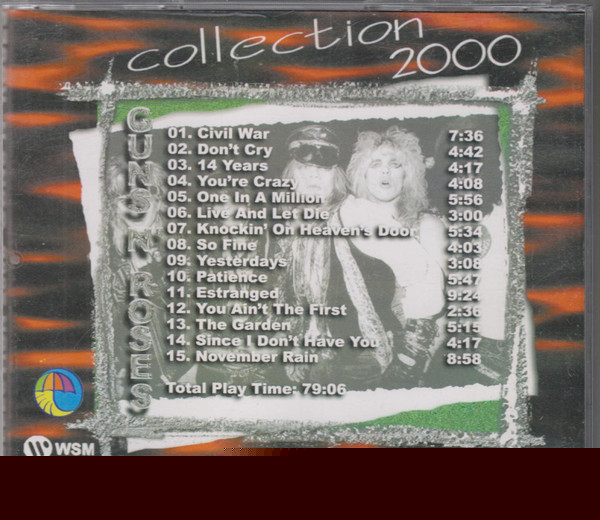 collection
2000
GUNS N' ROSES
01. Civil War 7:36
02. Don't Cry 4:42
03. 14 Years 4:17
04. You're Crazy 4:08
05. One In A Million 5:56
06. Live And Let Die 3:00
07. Knockin' On Heaven's Door 5:34
08. So Fine 4:03
09. Yesterdays 3:08
10. Patience 5:47
11. Estranged 9:24
12. You Ain't The First 2:36
13. The Garden 5:15
14. Since I Don't Have You 4:17
15. November Rain 8:58
Total Play Time: 79:06
WSM